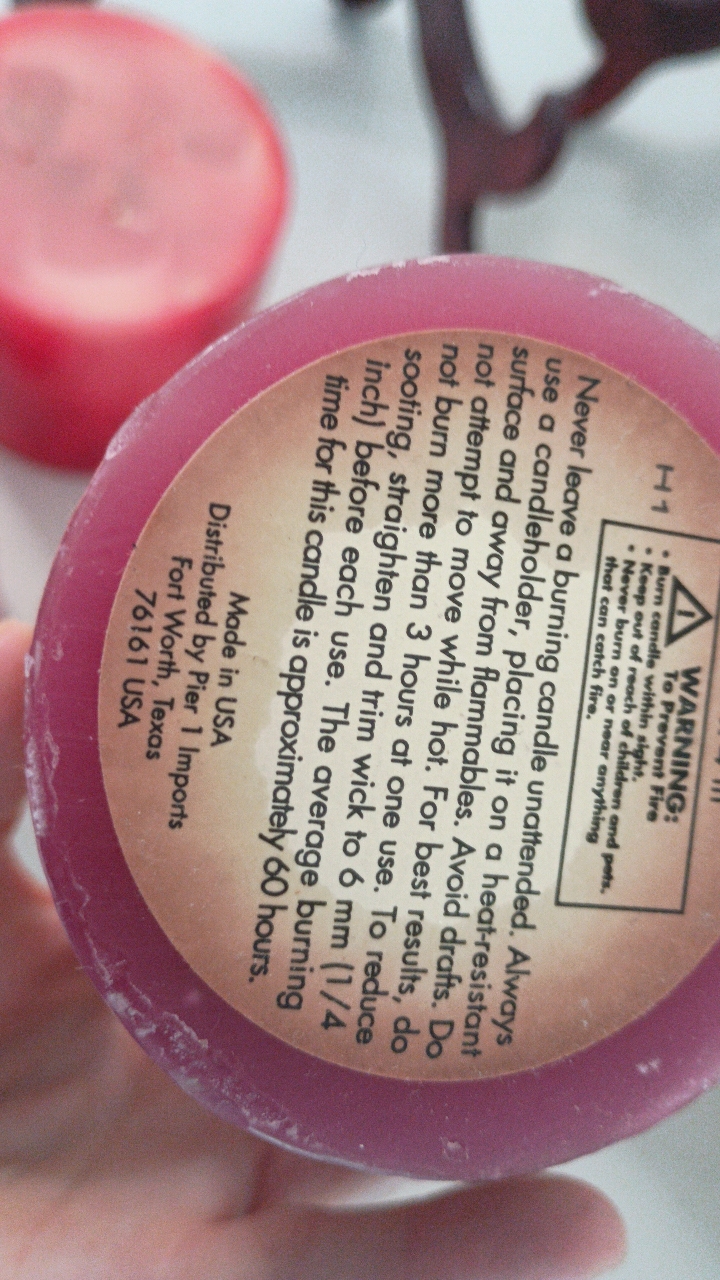 H1
WARNING:
To Prevent Fire
• Burn candle within sight.
• Keep out of reach of children and pets.
• Never burn on or near anything
that can catch fire.
Never leave a burning candle unattended. Always
use a candleholder, placing it on a heat-resistant
surface and away from flammables. Avoid drafts. Do
not attempt to move while hot. For best results, do
not burn more than 3 hours at one use. To reduce
sooting, straighten and trim wick to 6 mm (1/4
inch) before each use. The average burning
time for this candle is approximately 60 hours.
Made in USA
Distributed by Pier 1 Imports
Fort Worth, Texas
76161 USA